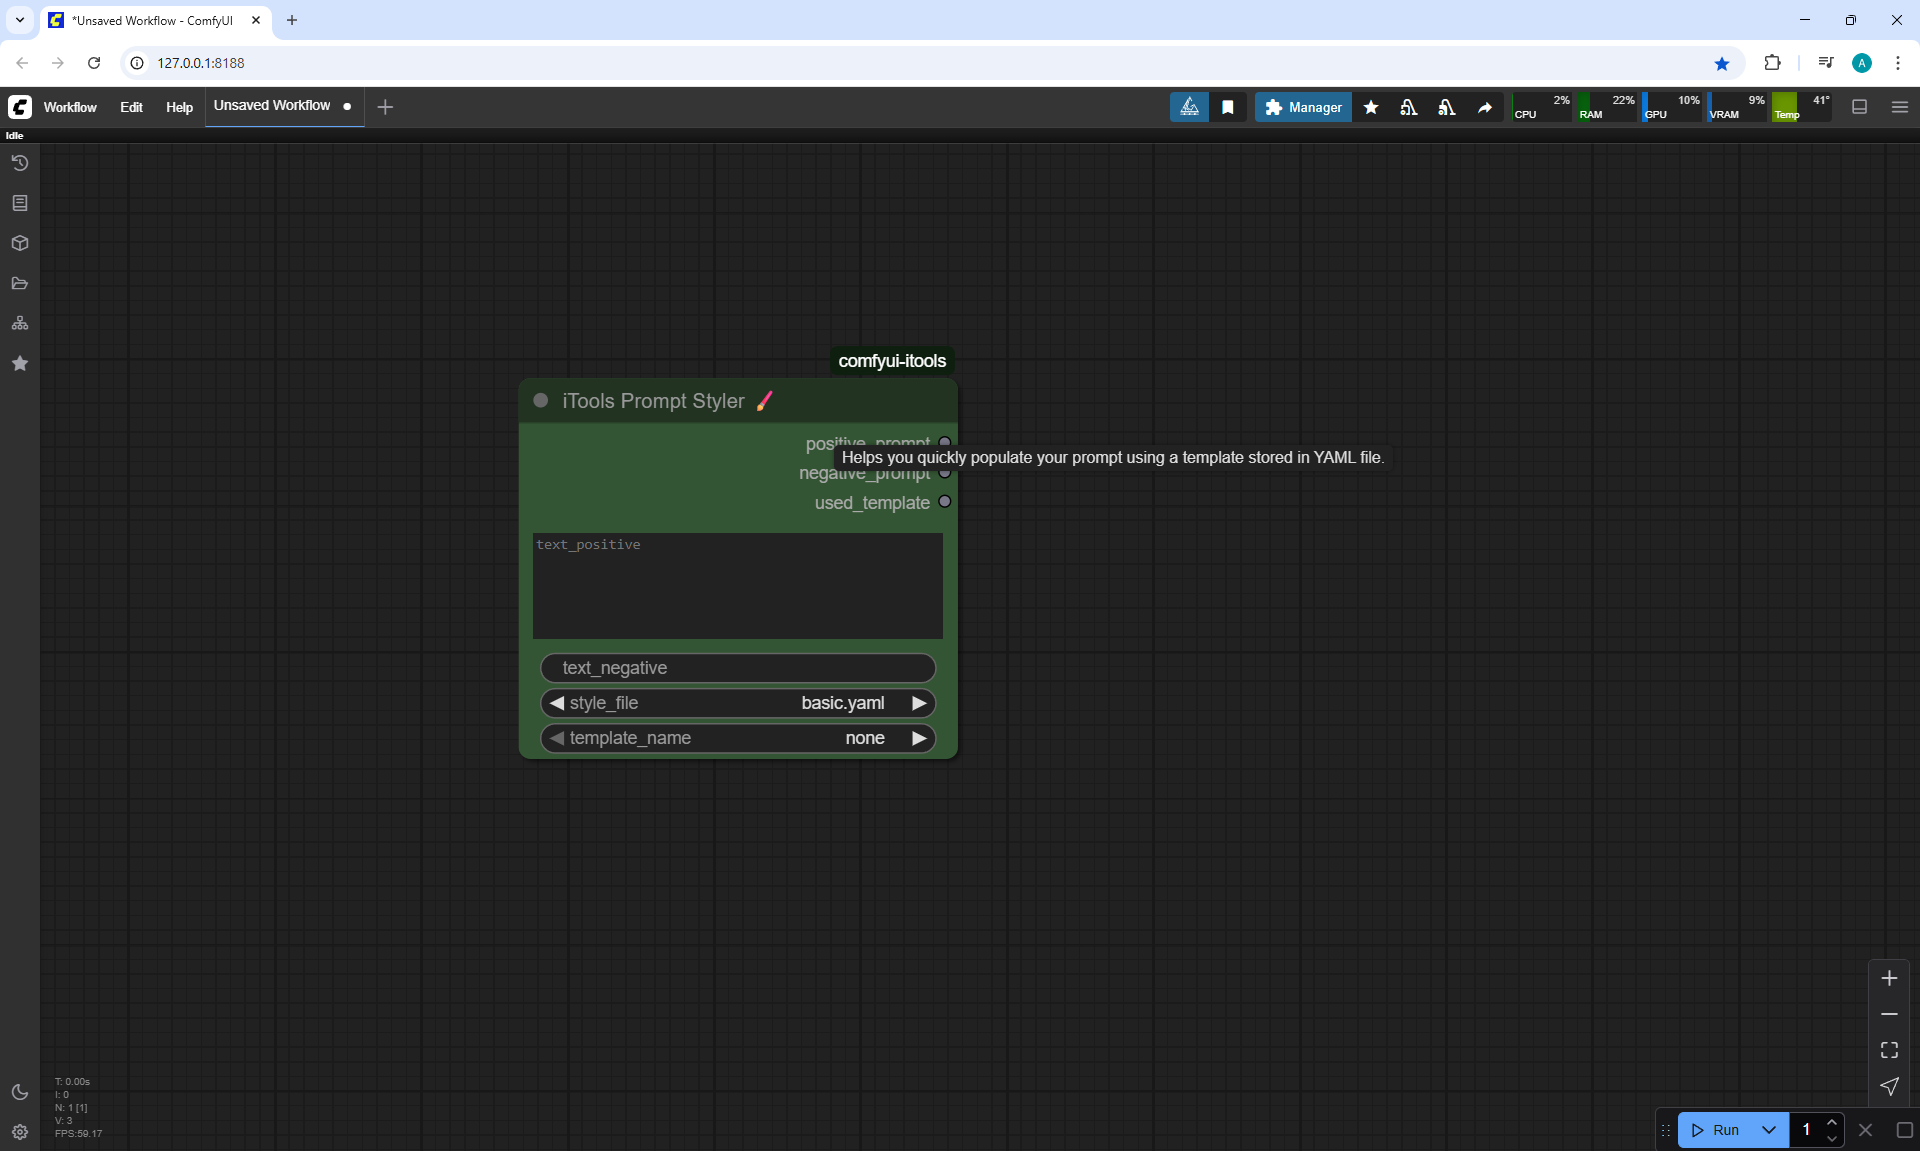 *Unsaved Workflow - ComfyUI
127.0.0.1:8188
A
Workflow Edit Help Unsaved Workflow
Manager
CPU 2% RAM 22% GPU 10% VRAM 9% Temp 41°
Idle
comfyui-itools
iTools Prompt Styler
positive_prompt
Helps you quickly populate your prompt using a template stored in YAML file.
negative_prompt
used_template
text_positive
text_negative
style_file basic.yaml
template_name none
T: 0.00s
I: 0
N: 1 [1]
V: 3
FPS:59.17
Run 1